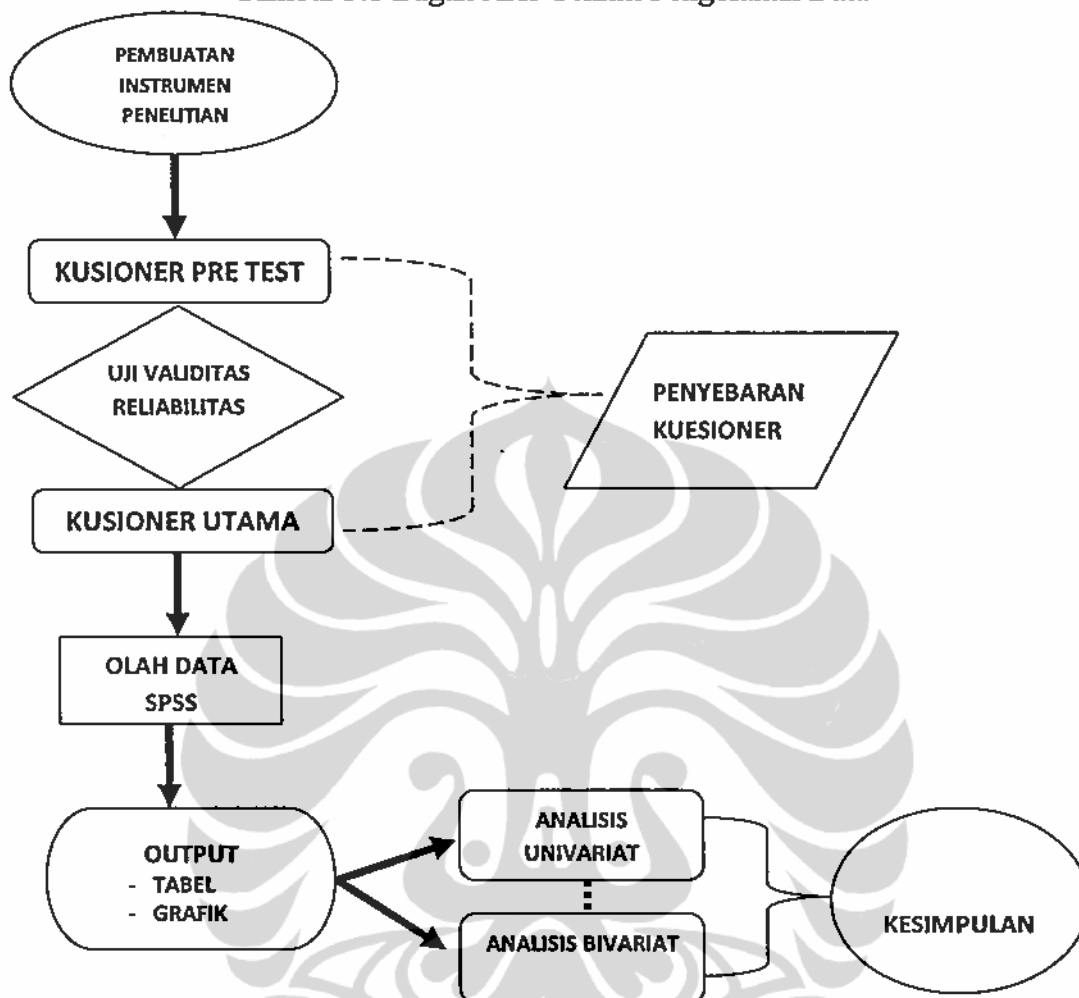 PEMBUATAN
INSTRUMEN
PENELITIAN
KUSIONER PRE TEST
UJI VALIDITAS
RELIABILITAS
PENYEBARAN
KUESIONER
KUSIONER UTAMA
OLAH DATA
SPSS
OUTPUT
- TABEL
- GRAFIK
ANALISIS
UNIVARIAT
ANALISIS BIVARIAT
KESIMPULAN